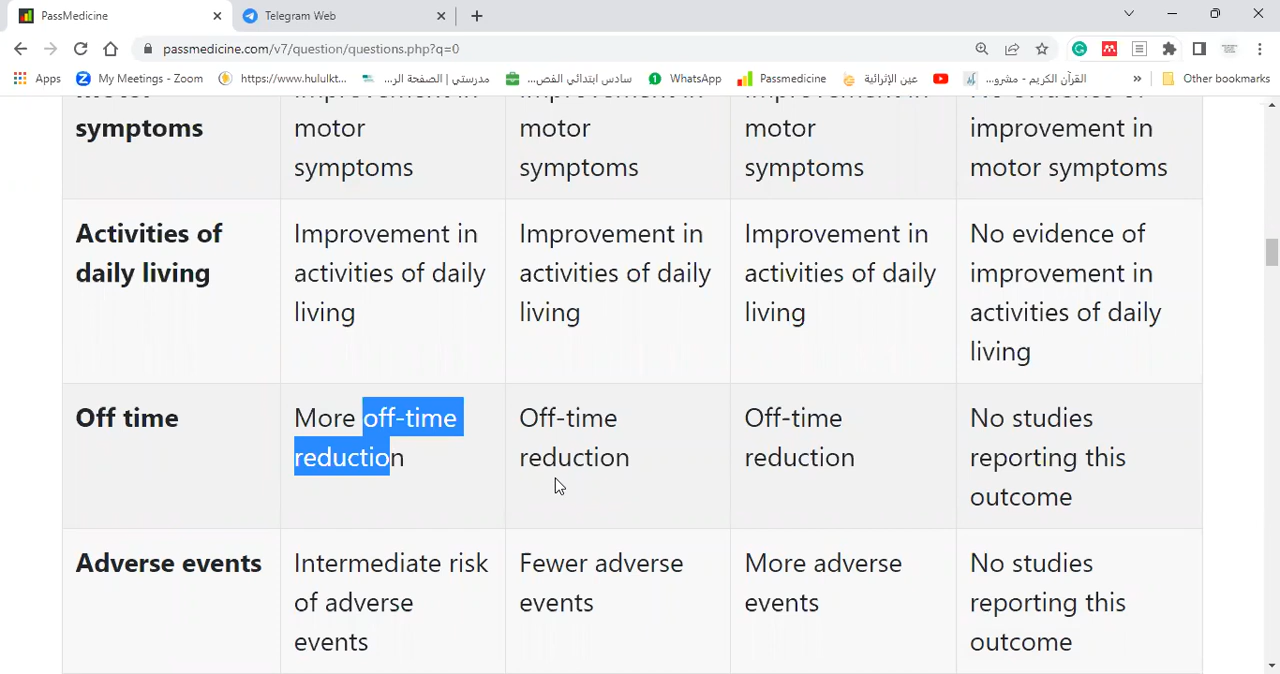 PassMedicine
Telegram Web
passmedicine.com/v7/question/questions.php?q=0
Apps
My Meetings - Zoom
https://www.hululkt...
مدرستي | الصفحة الر...
سادس ابتدائي الفص...
WhatsApp
Passmedicine
عين الإثرائية
القرآن الكريم - مشرو...
»
Other bookmarks
symptoms
motor
symptoms
motor
symptoms
motor
symptoms
improvement in
motor symptoms
Activities of
daily living
Improvement in
activities of daily
living
Improvement in
activities of daily
living
Improvement in
activities of daily
living
No evidence of
improvement in
activities of daily
living
Off time
More off-time
reduction
Off-time
reduction
Off-time
reduction
No studies
reporting this
outcome
Adverse events
Intermediate risk
of adverse
events
Fewer adverse
events
More adverse
events
No studies
reporting this
outcome